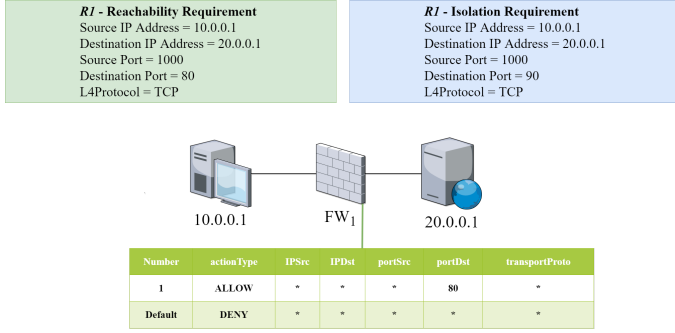 R1 - Reachability Requirement
Source IP Address = 10.0.0.1
Destination IP Address = 20.0.0.1
Source Port = 1000
Destination Port = 80
L4Protocol = TCP
R1 - Isolation Requirement
Source IP Address = 10.0.0.1
Destination IP Address = 20.0.0.1
Source Port = 1000
Destination Port = 90
L4Protocol = TCP
10.0.0.1
FW1
20.0.0.1
Number actionType IPSrc IPDst portSrc portDst transportProto
1 ALLOW * * * 80 *
Default DENY * * * * *